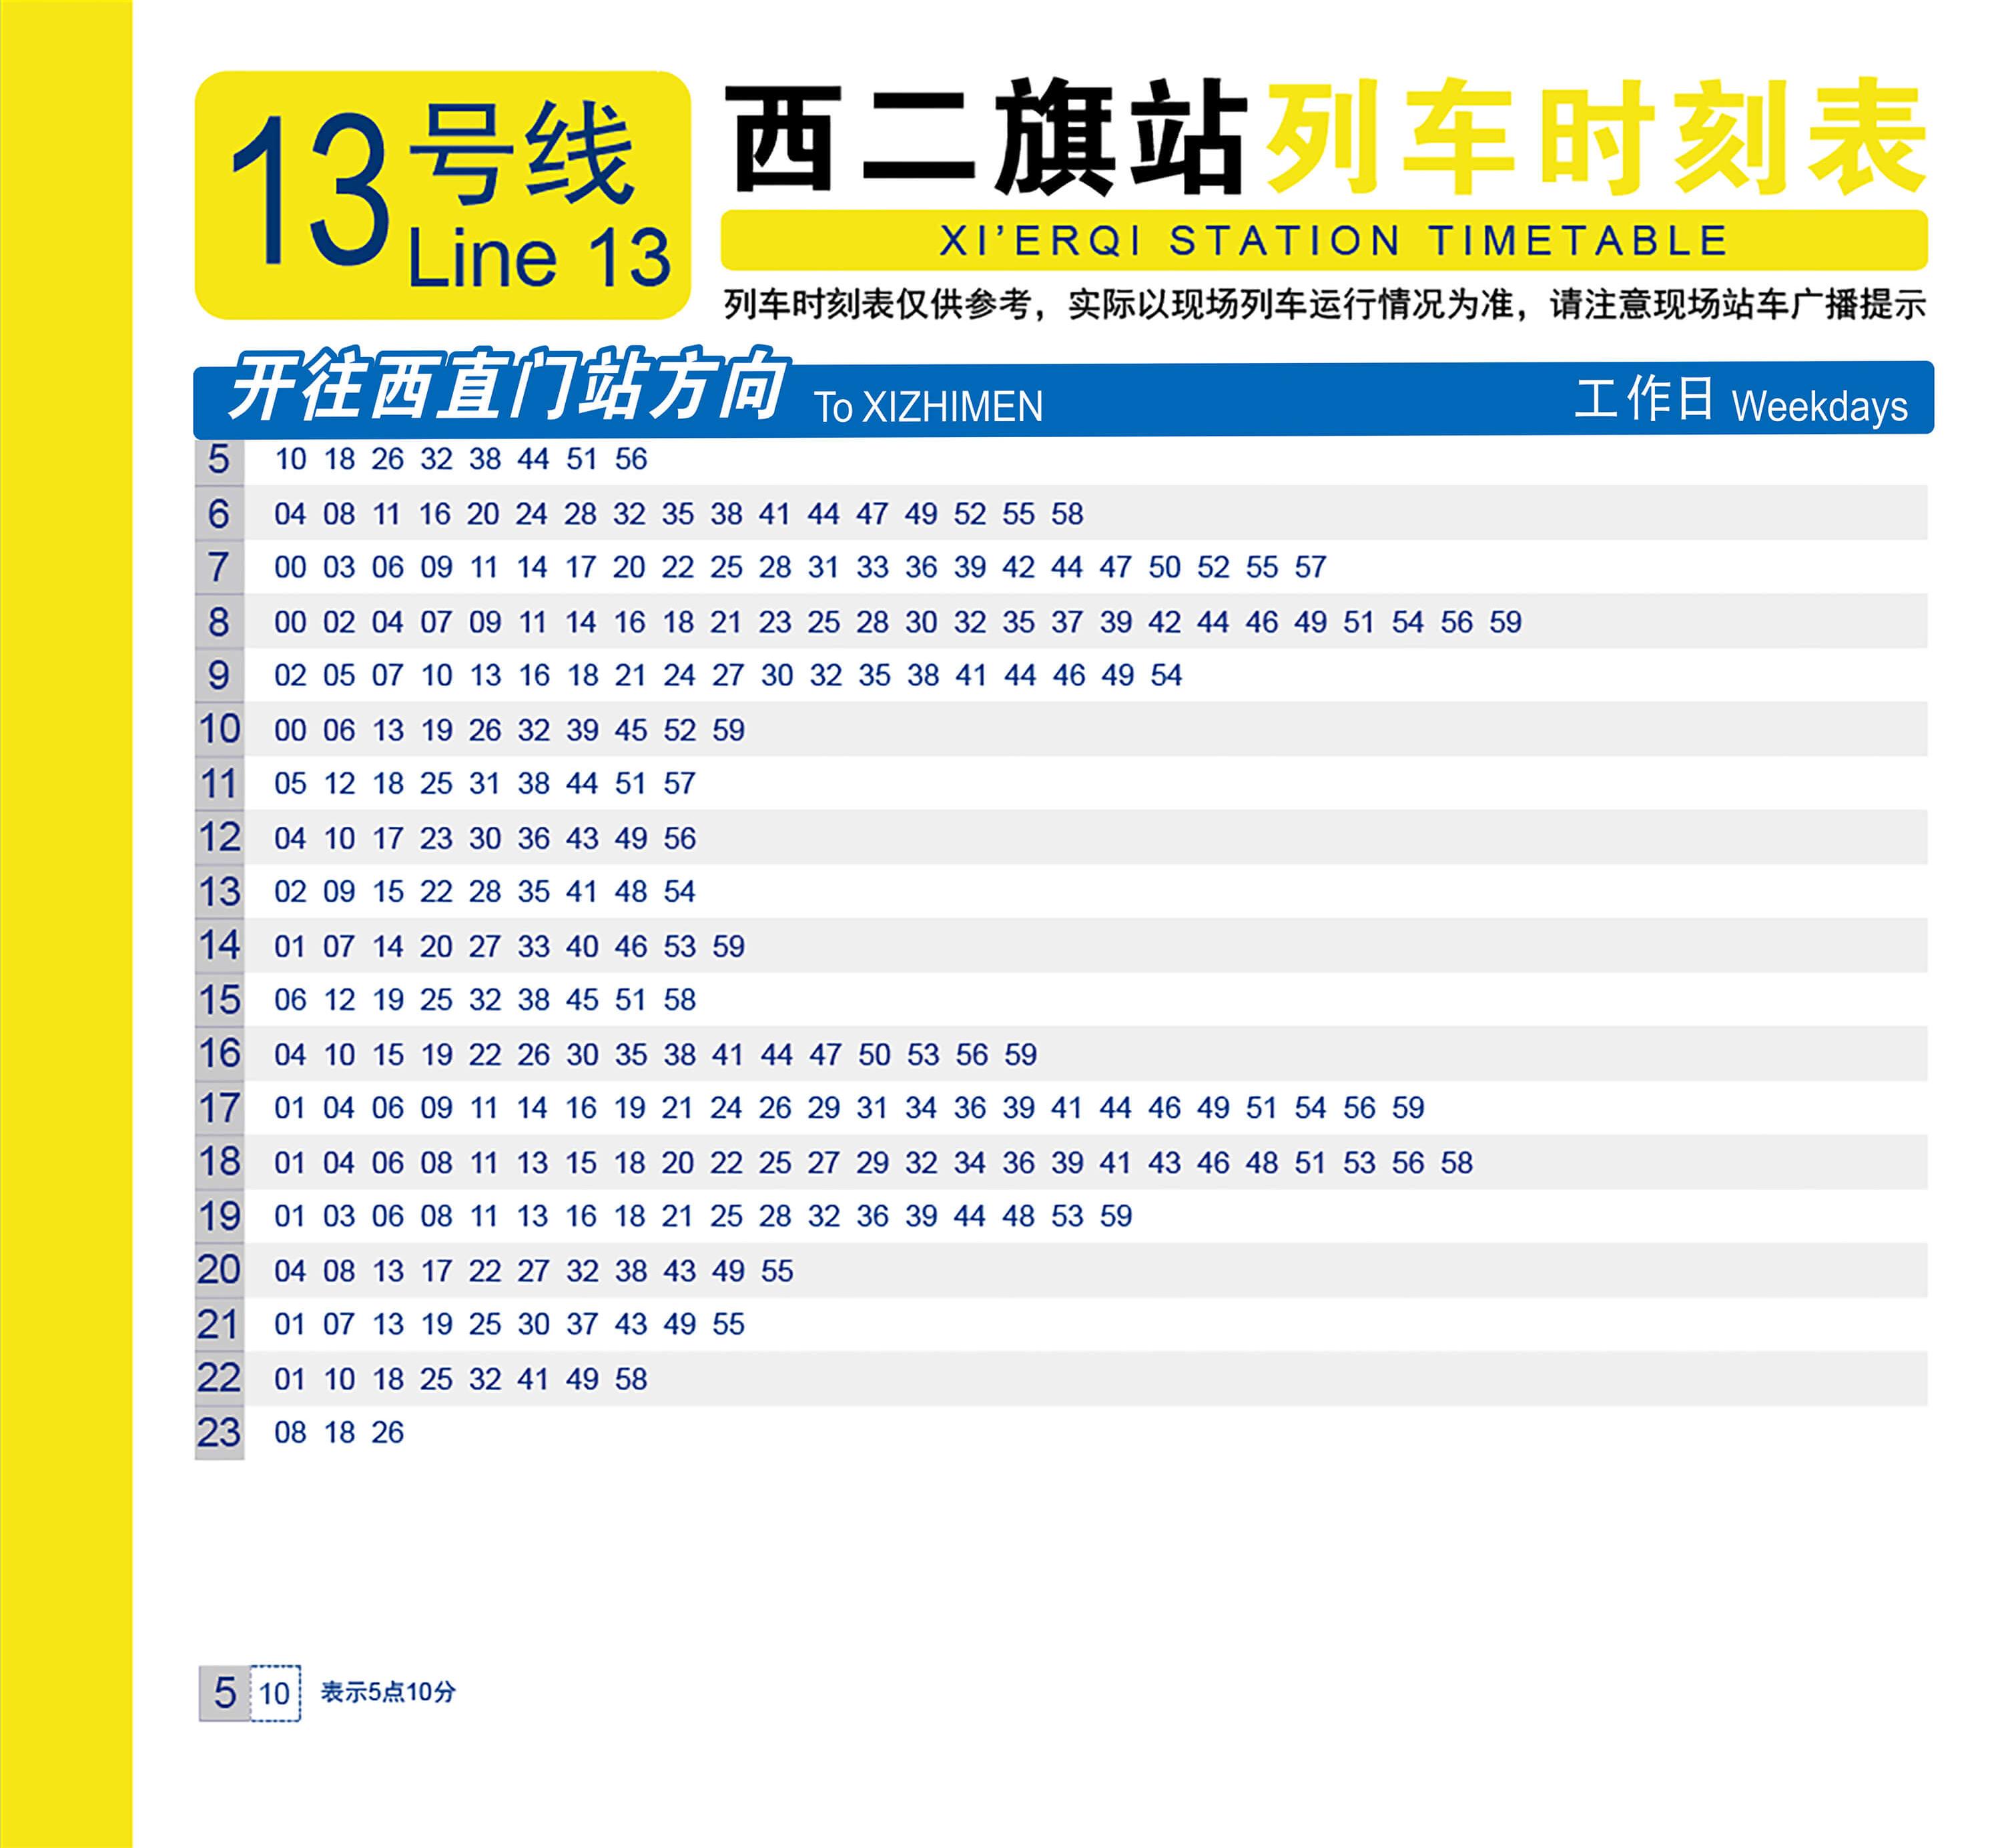 13号线
Line 13
西二旗站列车时刻表
XI’ERQI STATION TIMETABLE
列车时刻表仅供参考，实际以现场列车运行情况为准，请注意现场站车广播提示
开往西直门站方向 To XIZHIMEN 工作日 Weekdays
5 10 18 26 32 38 44 51 56
6 04 08 11 16 20 24 28 32 35 38 41 44 47 49 52 55 58
7 00 03 06 09 11 14 17 20 22 25 28 31 33 36 39 42 44 47 50 52 55 57
8 00 02 04 07 09 11 14 16 18 21 23 25 28 30 32 35 37 39 42 44 46 49 51 54 56 59
9 02 05 07 10 13 16 18 21 24 27 30 32 35 38 41 44 46 49 54
10 00 06 13 19 26 32 39 45 52 59
11 05 12 18 25 31 38 44 51 57
12 04 10 17 23 30 36 43 49 56
13 02 09 15 22 28 35 41 48 54
14 01 07 14 20 27 33 40 46 53 59
15 06 12 19 25 32 38 45 51 58
16 04 10 15 19 22 26 30 35 38 41 44 47 50 53 56 59
17 01 04 06 09 11 14 16 19 21 24 26 29 31 34 36 39 41 44 46 49 51 54 56 59
18 01 04 06 08 11 13 15 18 20 22 25 27 29 32 34 36 39 41 43 46 48 51 53 56 58
19 01 03 06 08 11 13 16 18 21 25 28 32 36 39 44 48 53 59
20 04 08 13 17 22 27 32 38 43 49 55
21 01 07 13 19 25 30 37 43 49 55
22 01 10 18 25 32 41 49 58
23 08 18 26
5 10 表示5点10分